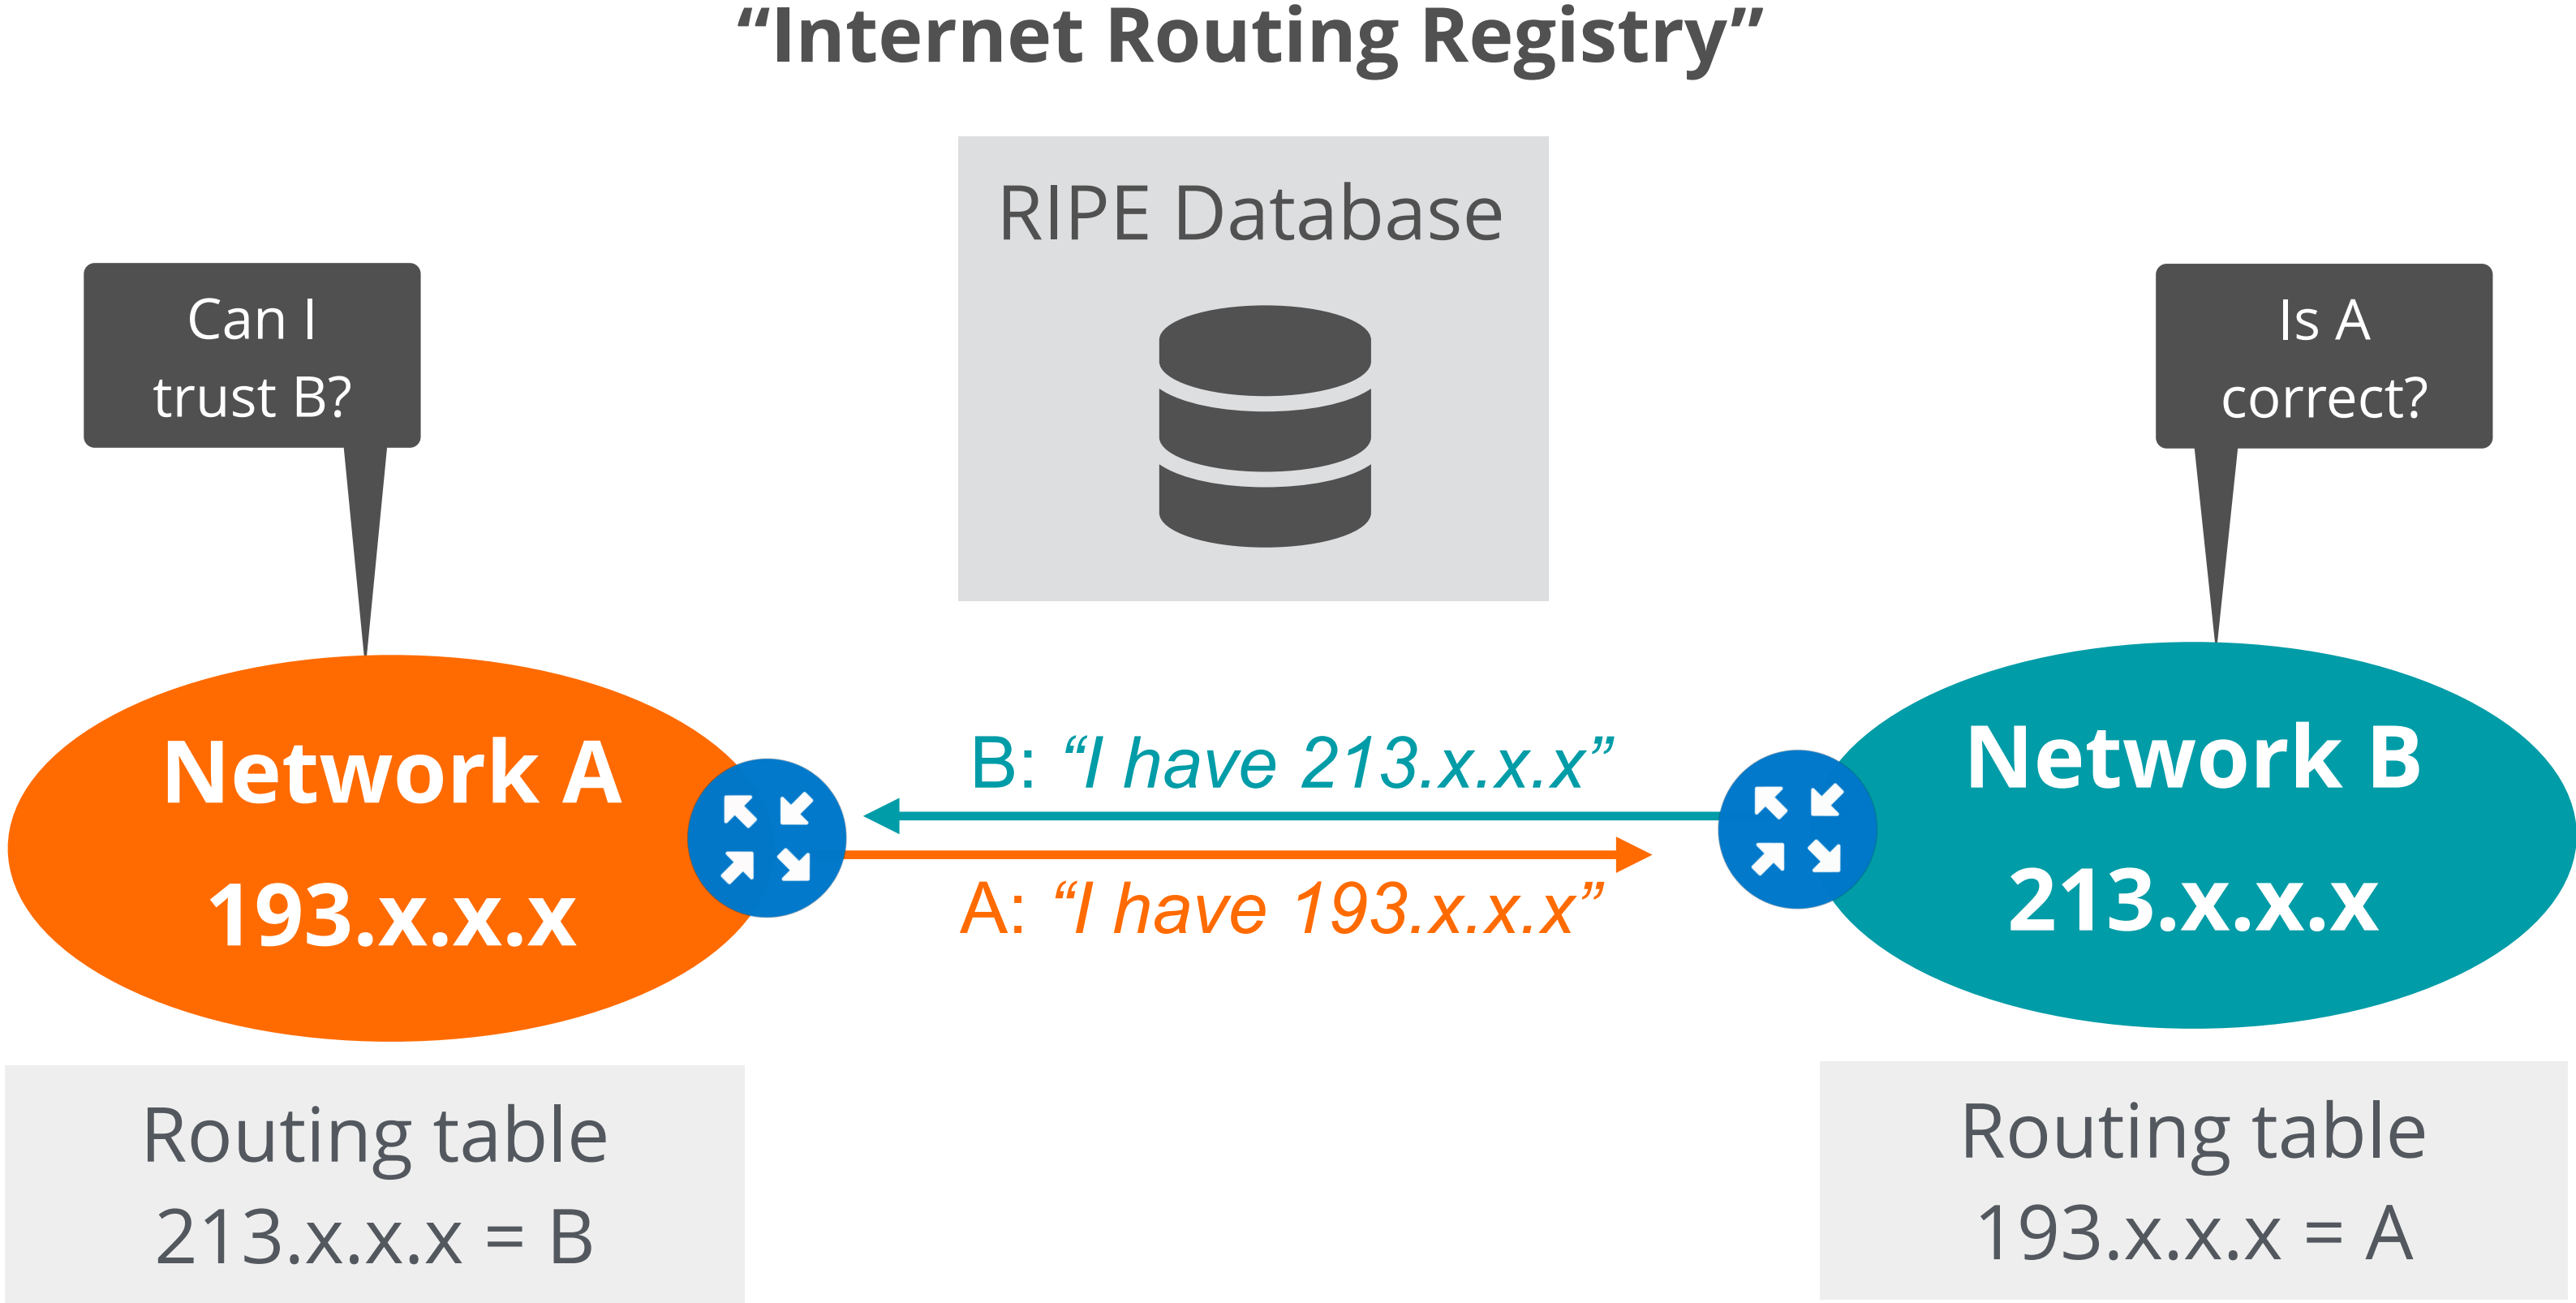 “Internet Routing Registry”
RIPE Database
Can I
trust B?
Is A
correct?
Network A
193.x.x.x
B: “I have 213.x.x.x”
A: “I have 193.x.x.x”
Network B
213.x.x.x
Routing table
213.x.x.x = B
Routing table
193.x.x.x = A